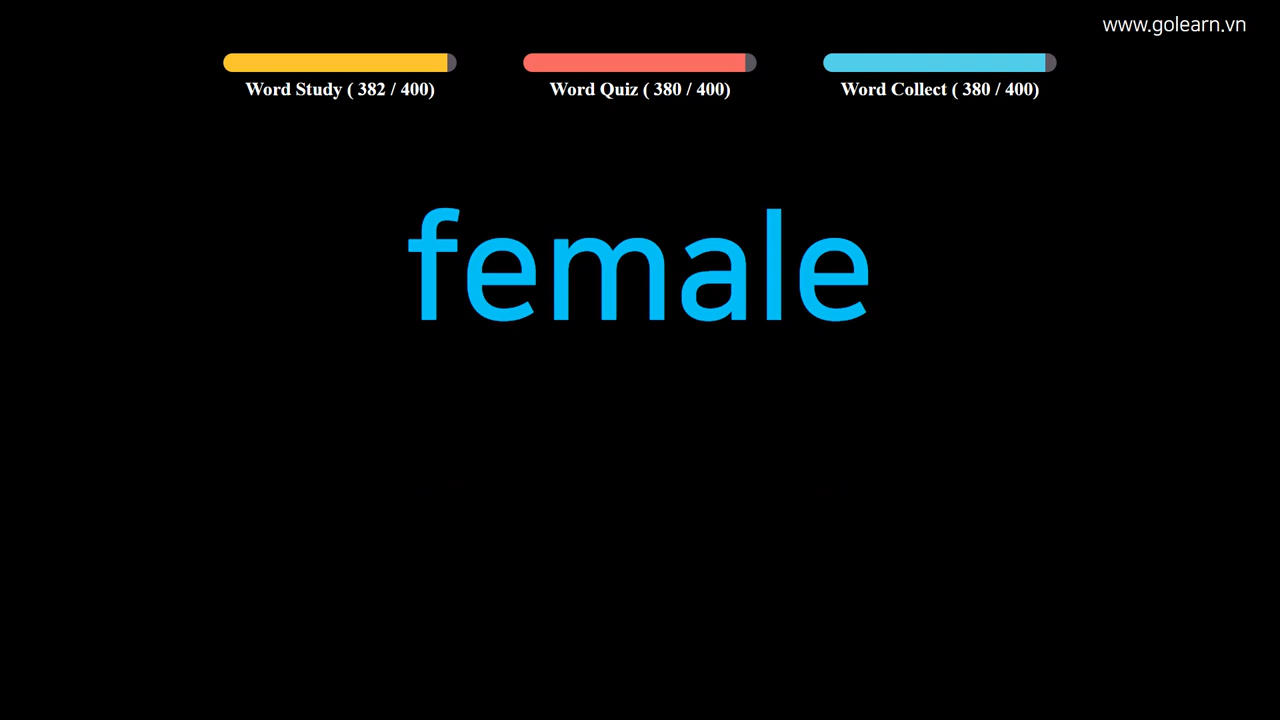 www.golearn.vn
Word Study ( 382 / 400)
Word Quiz ( 380 / 400)
Word Collect ( 380 / 400)
female